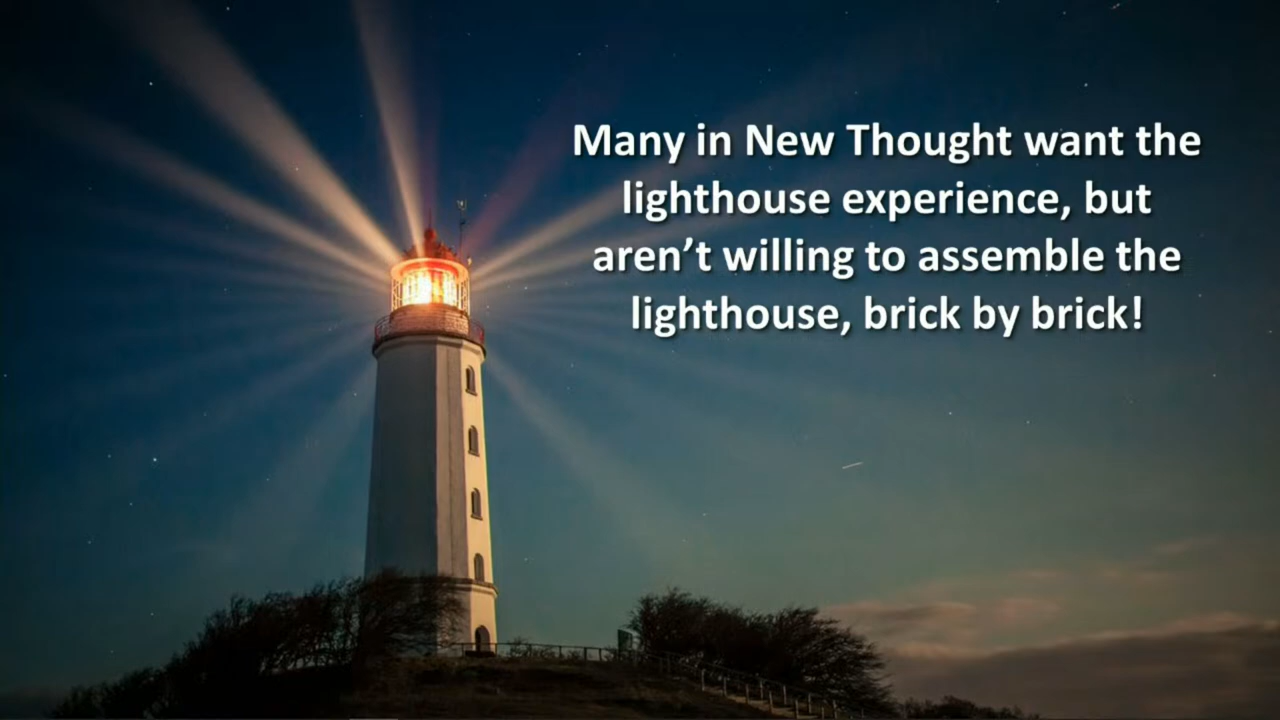 Many in New Thought want the
lighthouse experience, but
aren’t willing to assemble the
lighthouse, brick by brick!